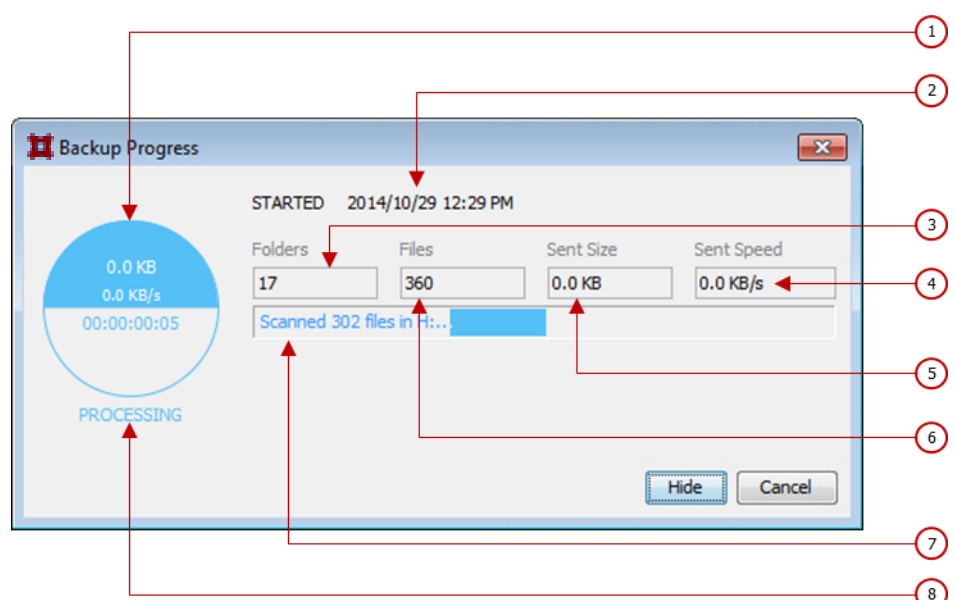 1
2
Backup Progress
STARTED 2014/10/29 12:29 PM
3
Folders Files Sent Size Sent Speed
0.0 KB
17 360 0.0 KB 0.0 KB/s
4
0.0 KB/s
00:00:00:05
Scanned 302 files in H:...
5
PROCESSING
6
Hide Cancel
7
8